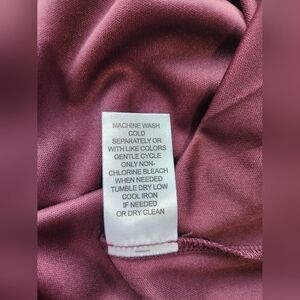 MACHINE WASH
COLD
SEPARATELY OR
WITH LIKE COLORS
GENTLE CYCLE
ONLY NON-
CHLORINE BLEACH
WHEN NEEDED
TUMBLE DRY LOW
COOL IRON
IF NEEDED
OR DRY CLEAN